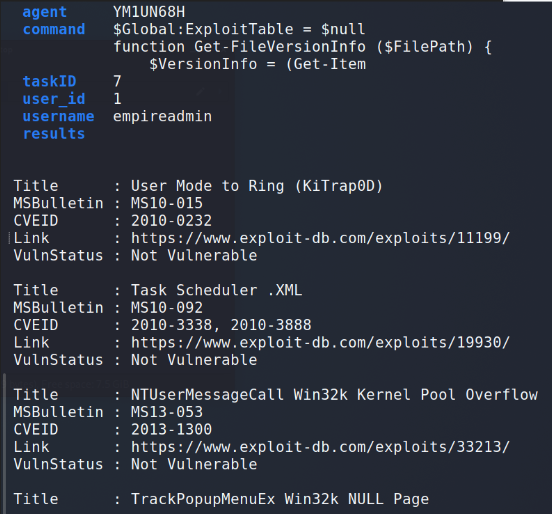 agent YM1UN68H
command $Global:ExploitTable = $null
function Get-FileVersionInfo ($FilePath) {
$VersionInfo = (Get-Item
taskID 7
user_id 1
username empireadmin
results
Title : User Mode to Ring (KiTrap0D)
MSBulletin : MS10-015
CVEID : 2010-0232
Link : https://www.exploit-db.com/exploits/11199/
VulnStatus : Not Vulnerable
Title : Task Scheduler .XML
MSBulletin : MS10-092
CVEID : 2010-3338, 2010-3888
Link : https://www.exploit-db.com/exploits/19930/
VulnStatus : Not Vulnerable
Title : NTUserMessageCall Win32k Kernel Pool Overflow
MSBulletin : MS13-053
CVEID : 2013-1300
Link : https://www.exploit-db.com/exploits/33213/
VulnStatus : Not Vulnerable
Title : TrackPopupMenuEx Win32k NULL Page